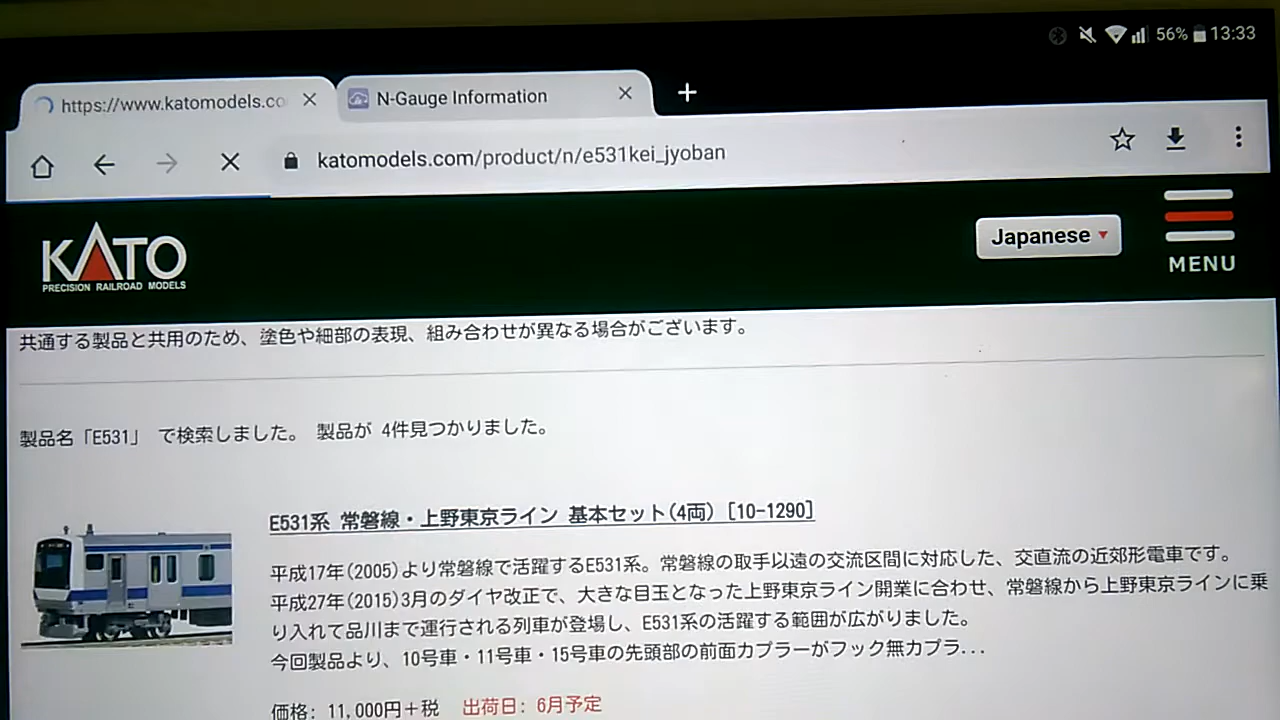 56% 13:33
https://www.katomodels.co
N-Gauge Information
katomodels.com/product/n/e531kei_jyoban
KATO
PRECISION RAILROAD MODELS
Japanese
MENU
共通する製品と共用のため、塗色や細部の表現、組み合わせが異なる場合がございます。
製品名「E531」 で検索しました。 製品が 4件見つかりました。
E531系 常磐線・上野東京ライン 基本セット(4両) [10-1290]
平成17年(2005)より常磐線で活躍するE531系。常磐線の取手以遠の交流区間に対応した、交直流の近郊形電車です。
平成27年(2015)3月のダイヤ改正で、大きな目玉となった上野東京ライン開業に合わせ、常磐線から上野東京ラインに乗
り入れて品川まで運行される列車が登場し、E531系の活躍する範囲が広がりました。
今回製品より、10号車・11号車・15号車の先頭部の前面カプラーがフック無カプラ...
価格: 11,000円+税 出荷日: 6月予定